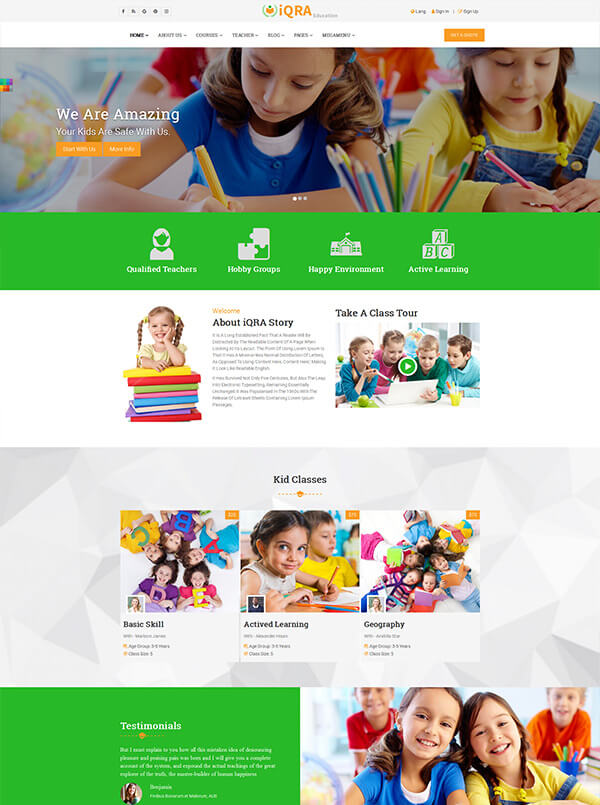 iQRA Education
Lang Sign In | Sign Up
HOME ABOUT US COURSES TEACHER BLOG PAGES MEGAMENU
GET A QUOTE
We Are Amazing
Your Kids Are Safe With Us.
Start With Us More Info
Qualified Teachers Hobby Groups Happy Environment Active Learning
A
B C
Welcome
About iQRA Story
It Is A Long Established Fact That A Reader Will Be
Distracted By The Readable Content Of A Page When
Looking At Its Layout. The Point Of Using Lorem Ipsum Is
That It Has A More-or-less Normal Distribution Of Letters,
As Opposed To Using 'Content Here, Content Here', Making
It Look Like Readable English.
It Has Survived Not Only Five Centuries, But Also The Leap
Into Electronic Typesetting, Remaining Essentially
Unchanged. It Was Popularised In The 1960s With The
Release Of Letraset Sheets Containing Lorem Ipsum
Passages.
Take A Class Tour
Kid Classes
Basic Skill
With - Marison James
Age Group: 3-5 Years
Class Size: 5
Actived Learning
With - Alexander Hours
Age Group: 3-5 Years
Class Size: 5
Geography
With - Anabila Star
Age Group: 3-5 Years
Class Size: 5
Testimonials
But I must explain to you how all this mistaken idea of denouncing
pleasure and praising pain was born and I will give you a complete
account of the system, and expound the actual teachings of the great
explorer of the truth, the master-builder of human happiness
Benjamin
Finibus Bonorum et Malorum, AUD